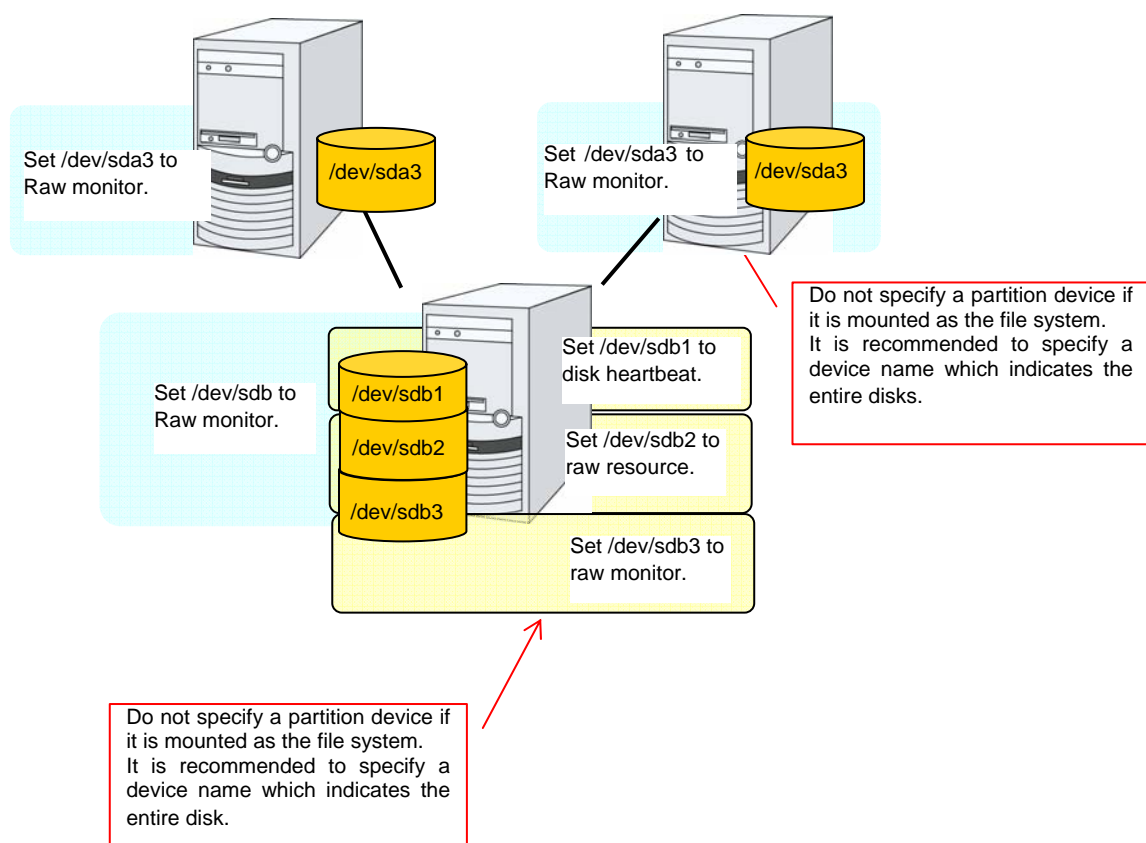 Set /dev/sda3 to
Raw monitor.
/dev/sda3
Set /dev/sda3 to
Raw monitor.
/dev/sda3
Do not specify a partition device if
it is mounted as the file system.
It is recommended to specify a
device name which indicates the
entire disks.
Set /dev/sdb to
Raw monitor.
/dev/sdb1
/dev/sdb2
/dev/sdb3
Set /dev/sdb1 to
disk heartbeat.
Set /dev/sdb2 to
raw resource.
Set /dev/sdb3 to
raw monitor.
Do not specify a partition device if
it is mounted as the file system.
It is recommended to specify a
device name which indicates the
entire disk.